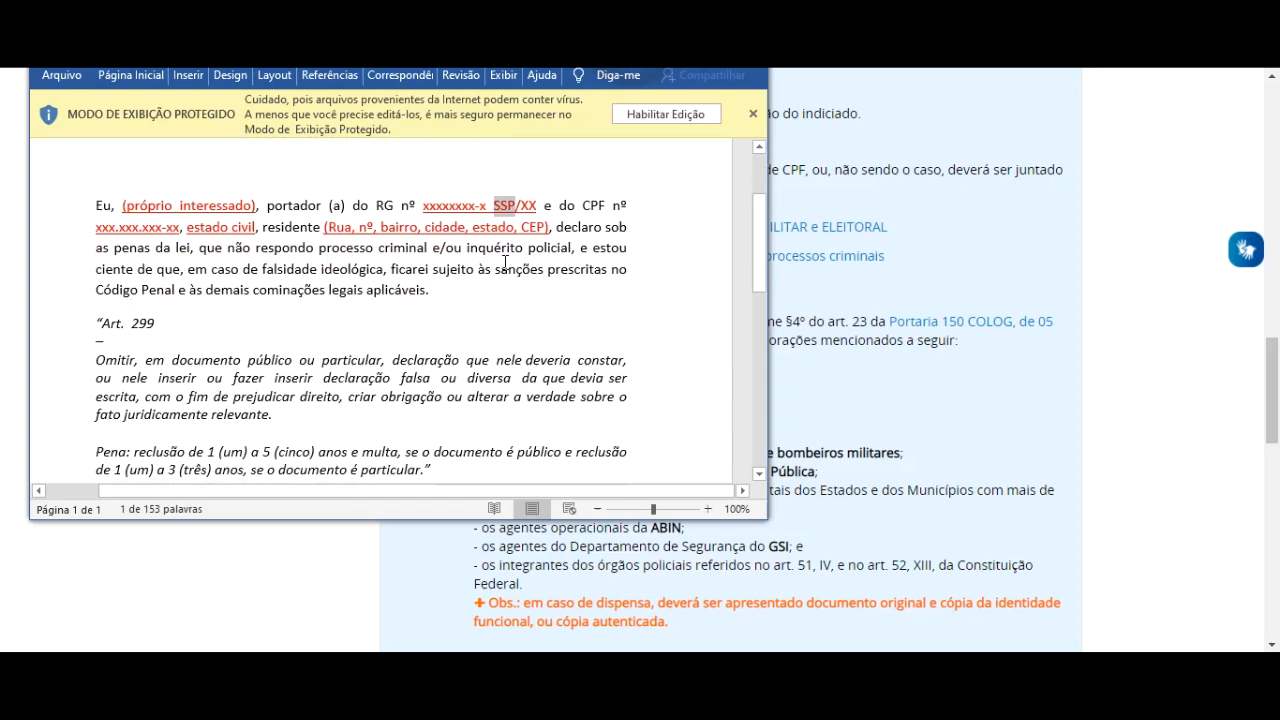 Arquivo Página Inicial Inserir Design Layout Referências Correspondê Revisão Exibir Ajuda Diga-me Compartilhar
MODO DE EXIBIÇÃO PROTEGIDO
Cuidado, pois arquivos provenientes da Internet podem conter vírus.
A menos que você precise editá-los, é mais seguro permanecer no
Modo de Exibição Protegido.
Habilitar Edição
Eu, (próprio interessado), portador (a) do RG nº xxxxxxxx-x SSP/XX e do CPF nº
xxx.xxx.xxx-xx, estado civil, residente (Rua, nº, bairro, cidade, estado, CEP), declaro sob
as penas da lei, que não respondo processo criminal e/ou inquérito policial, e estou
ciente de que, em caso de falsidade ideológica, ficarei sujeito às sanções prescritas no
Código Penal e às demais cominações legais aplicáveis.
“Art. 299
–
Omitir, em documento público ou particular, declaração que nele deveria constar,
ou nele inserir ou fazer inserir declaração falsa ou diversa da que devia ser
escrita, com o fim de prejudicar direito, criar obrigação ou alterar a verdade sobre o
fato juridicamente relevante.
Pena: reclusão de 1 (um) a 5 (cinco) anos e multa, se o documento é público e reclusão
de 1 (um) a 3 (três) anos, se o documento é particular.”
Página 1 de 1 1 de 153 palavras
100%
ão do indiciado.
de CPF, ou, não sendo o caso, deverá ser juntado
ILITAR e ELEITORAL
processos criminais
ne §4º do art. 23 da Portaria 150 COLOG, de 05
orações mencionados a seguir:
e bombeiros militares;
Pública;
tais dos Estados e dos Municípios com mais de
- os agentes operacionais da ABIN;
- os agentes do Departamento de Segurança do GSI; e
- os integrantes dos órgãos policiais referidos no art. 51, IV, e no art. 52, XIII, da Constituição
Federal.
+ Obs.: em caso de dispensa, deverá ser apresentado documento original e cópia da identidade
funcional, ou cópia autenticada.